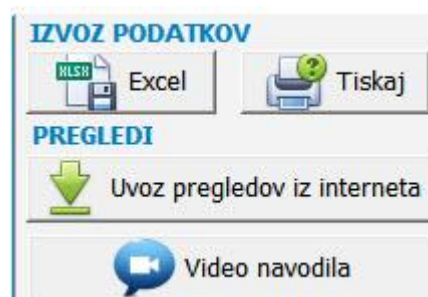 IZVOZ PODATKOV
XLSX Excel
? Tiskaj
PREGLEDI
Uvoz pregledov iz interneta
Video navodila